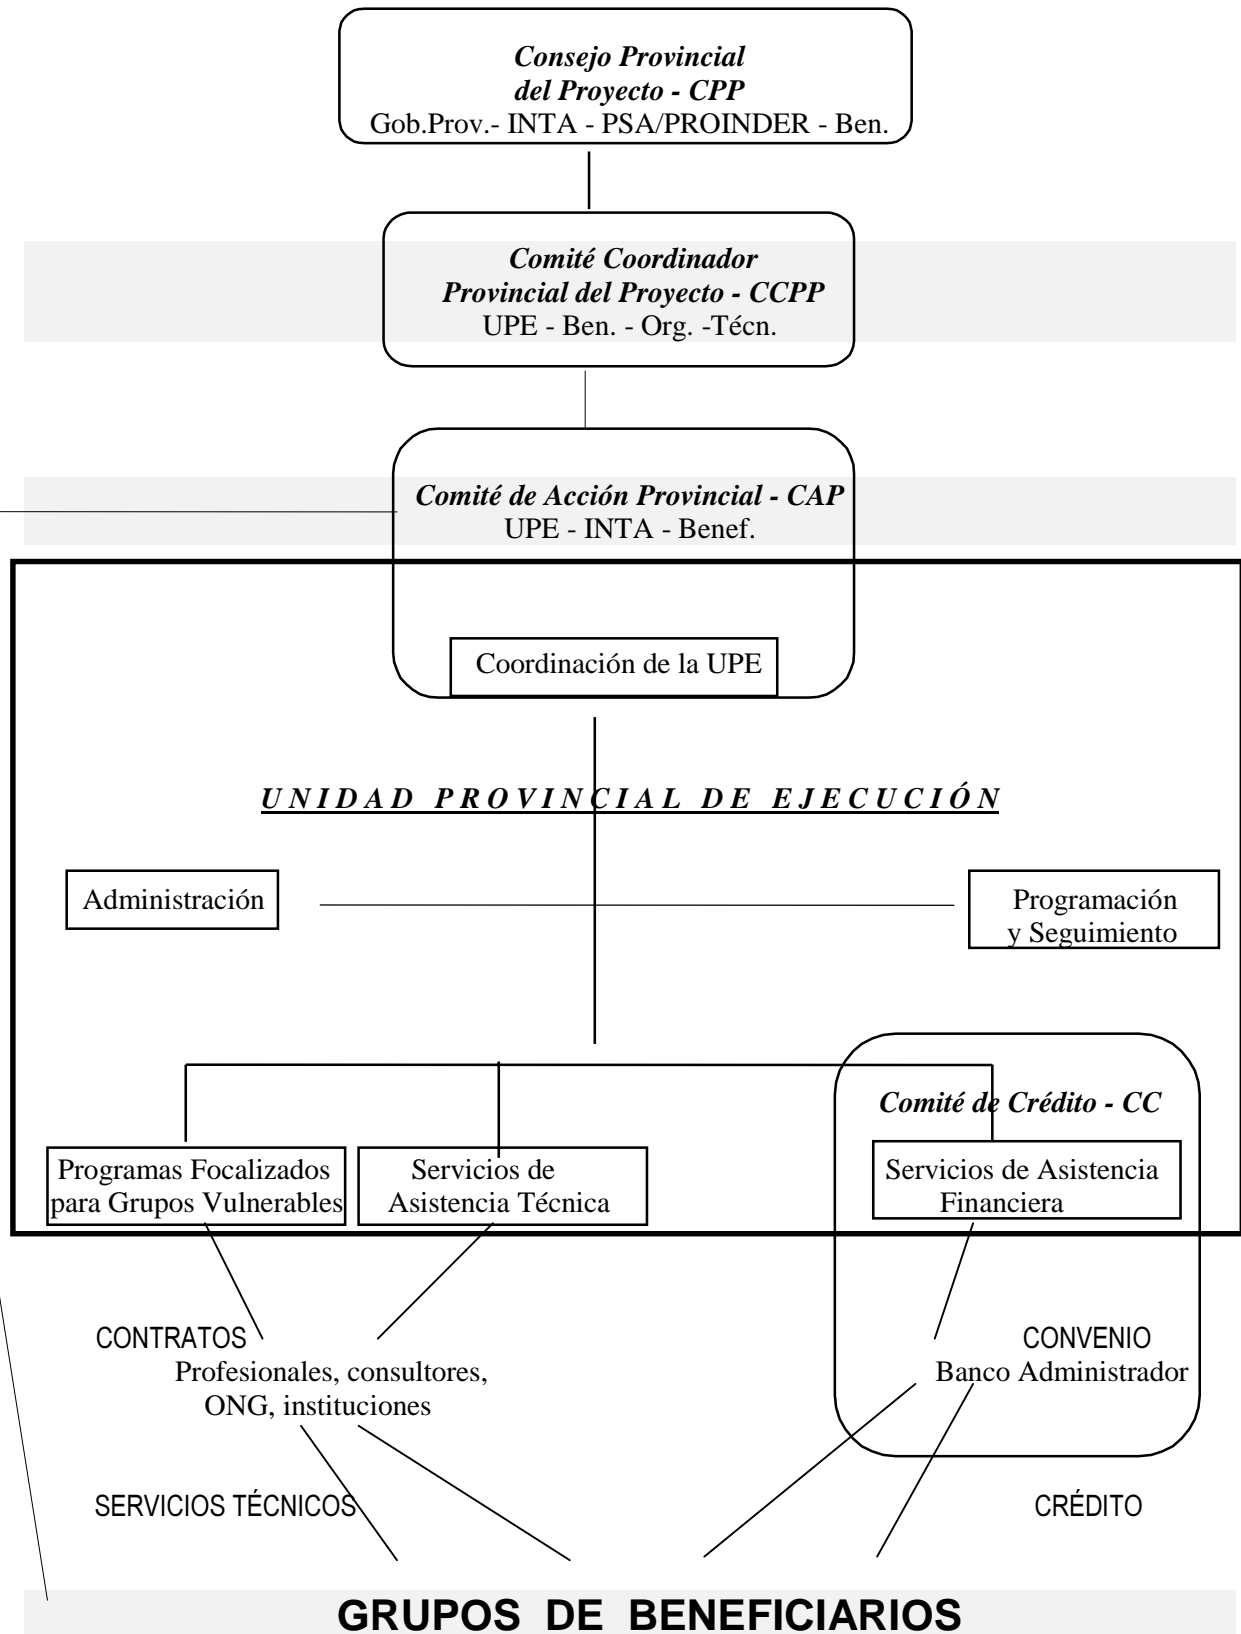 Consejo Provincial
del Proyecto - CPP
Gob.Prov.- INTA - PSA/PROINDER - Ben.
Comité Coordinador
Provincial del Proyecto - CCPP
UPE - Ben. - Org. -Técn.
Comité de Acción Provincial - CAP
UPE - INTA - Benef.
Coordinación de la UPE
UNIDAD PROVINCIAL DE EJECUCIÓN
Administración
Programación
y Seguimiento
Comité de Crédito - CC
Programas Focalizados
para Grupos Vulnerables
Servicios de
Asistencia Técnica
Servicios de Asistencia
Financiera
CONTRATOS
Profesionales, consultores,
ONG, instituciones
CONVENIO
Banco Administrador
SERVICIOS TÉCNICOS
CRÉDITO
GRUPOS DE BENEFICIARIOS